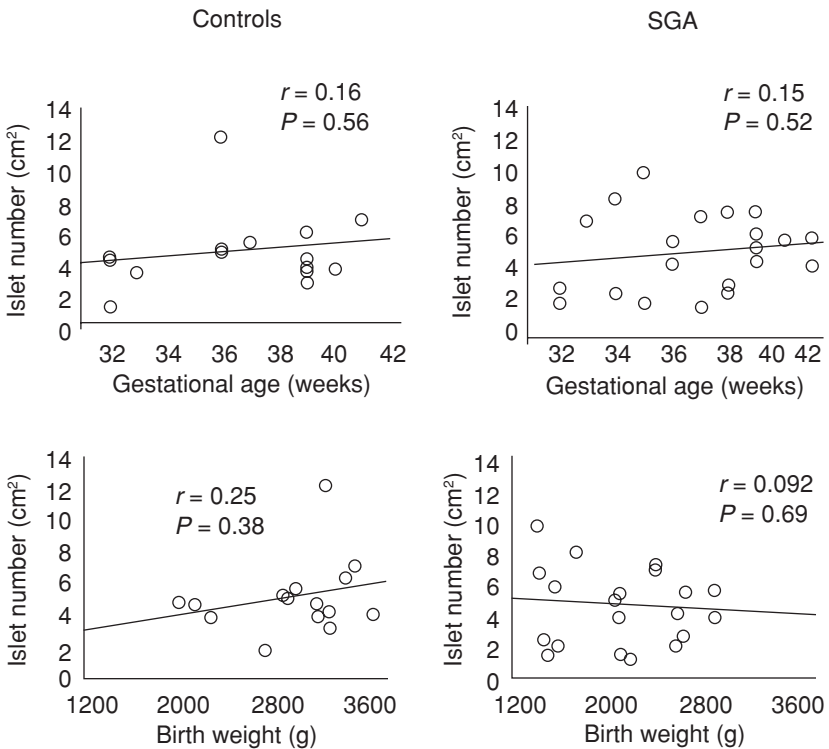 Controls
r = 0.16
P = 0.56
Islet number (cm²)
14
12
10
8
6
4
2
0
32 34 36 38 40 42
Gestational age (weeks)
SGA
r = 0.15
P = 0.52
Islet number (cm²)
14
12
10
8
6
4
2
0
32 34 36 38 40 42
Gestational age (weeks)
r = 0.25
P = 0.38
Islet number (cm²)
14
12
10
8
6
4
2
0
1200 2000 2800 3600
Birth weight (g)
r = 0.092
P = 0.69
Islet number (cm²)
14
12
10
8
6
4
2
0
1200 2000 2800 3600
Birth weight (g)